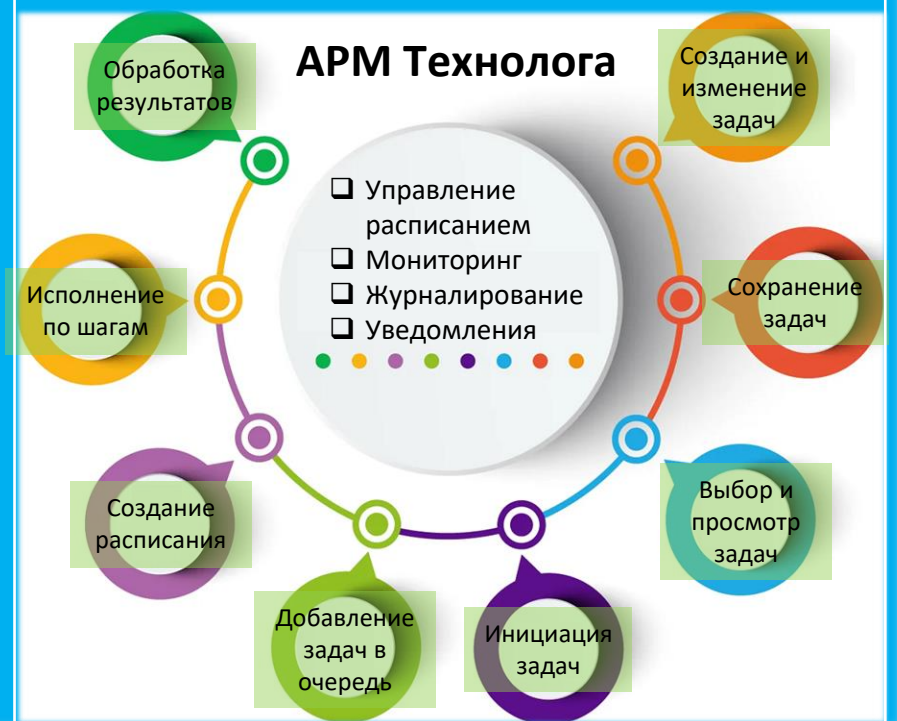 АРМ Технолога
Создание и
изменение
задач
Сохранение
задач
Выбор и
просмотр
задач
Инициация
задач
Добавление
задач в
очередь
Создание
расписания
Исполнение
по шагам
Обработка
результатов
Управление
расписанием
Мониторинг
Журналирование
Уведомления